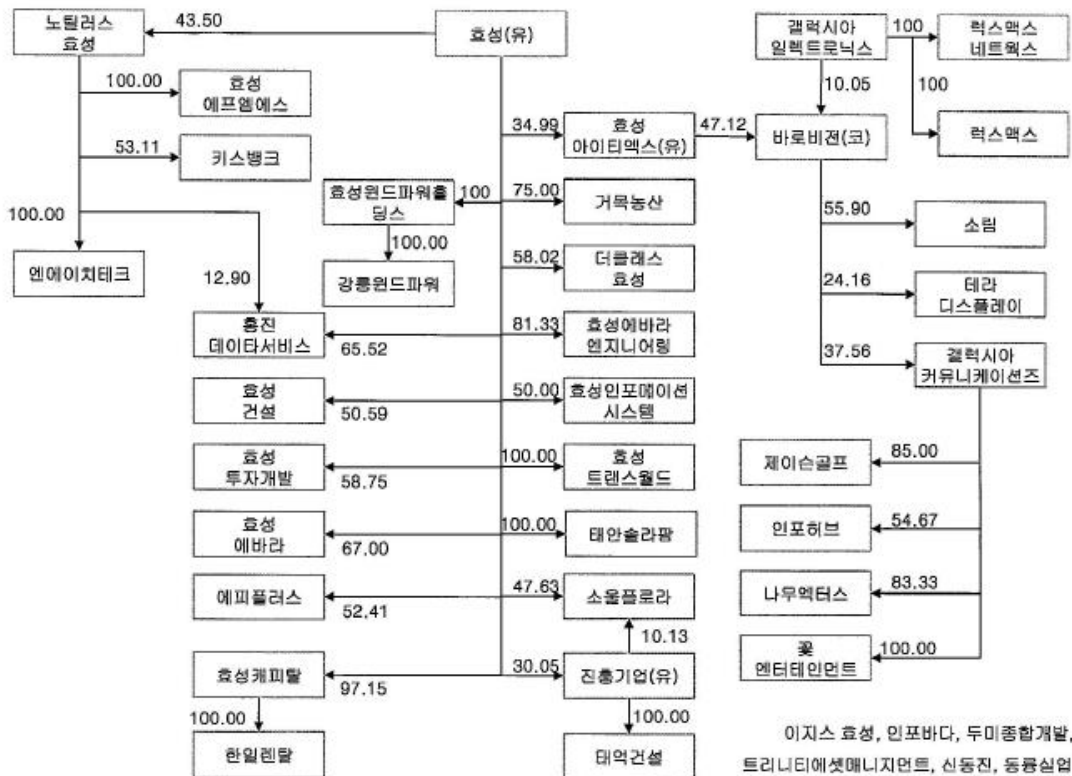 노틸러스
효성
43.50
효성(유)
갤럭시아
일렉트로닉스
100
럭스맥스
네트웍스
100.00
효성
에프엠에스
10.05
100
34.99
효성
아이티엑스(유)
47.12
바로비전(코)
럭스맥스
53.11
키스뱅크
효성윈드파워홀
딩스
100
75.00
거목농산
55.90
소림
100.00
엔에이치테크
12.90
100.00
강릉윈드파워
58.02
더클래스
효성
24.16
테라
디스플레이
홍진
데이타서비스
65.52
81.33
효성에바라
엔지니어링
37.56
갤럭시아
커뮤니케이션즈
효성
건설
50.59
50.00
효성인포메이션
시스템
효성
투자개발
58.75
100.00
효성
트랜스월드
제이슨골프
85.00
효성
에바라
67.00
100.00
태안솔라팜
인포허브
54.67
에피플러스
52.41
47.63
소울플로라
나무엑터스
83.33
10.13
효성캐피탈
97.15
30.05
진흥기업(유)
꽃
엔터테인먼트
100.00
100.00
한일렌탈
100.00
태억건설
이지스 효성, 인포바다, 두미종합개발,
트리니티에셋매니지먼트, 신동진, 동륭실업